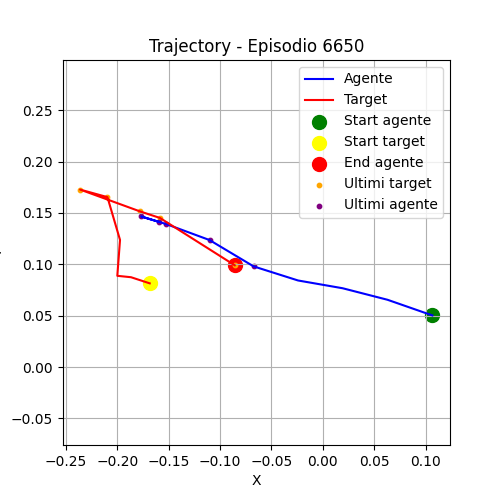 Trajectory - Episodio 6650
Agente
Target
Start agente
Start target
End agente
Ultimi target
Ultimi agente
0.25
0.20
0.15
0.10
0.05
0.00
−0.05
−0.25
−0.20
−0.15
−0.10
−0.05
0.00
0.05
0.10
X